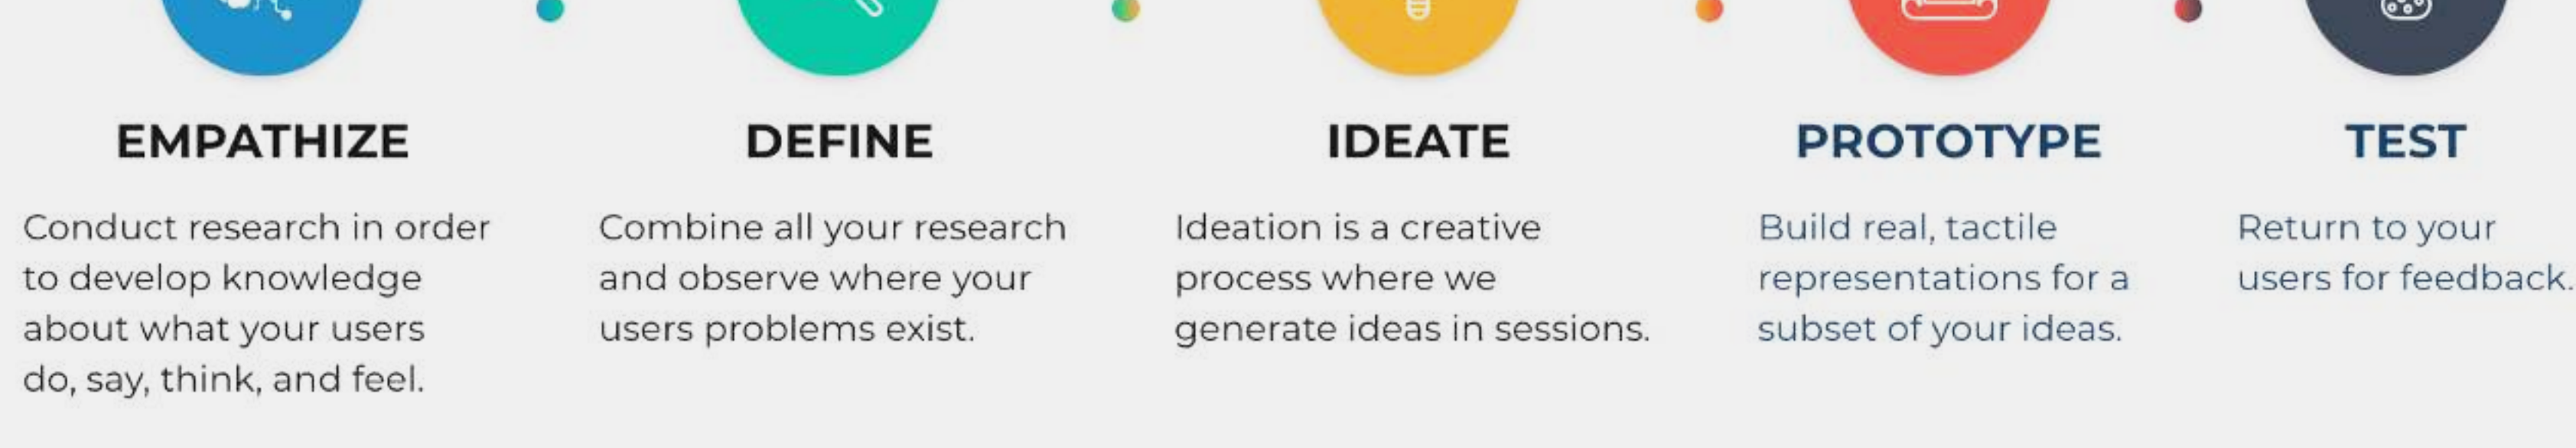 EMPATHIZE
Conduct research in order
to develop knowledge
about what your users
do, say, think, and feel.
DEFINE
Combine all your research
and observe where your
users problems exist.
IDEATE
Ideation is a creative
process where we
generate ideas in sessions.
PROTOTYPE
Build real, tactile
representations for a
subset of your ideas.
TEST
Return to your
users for feedback.